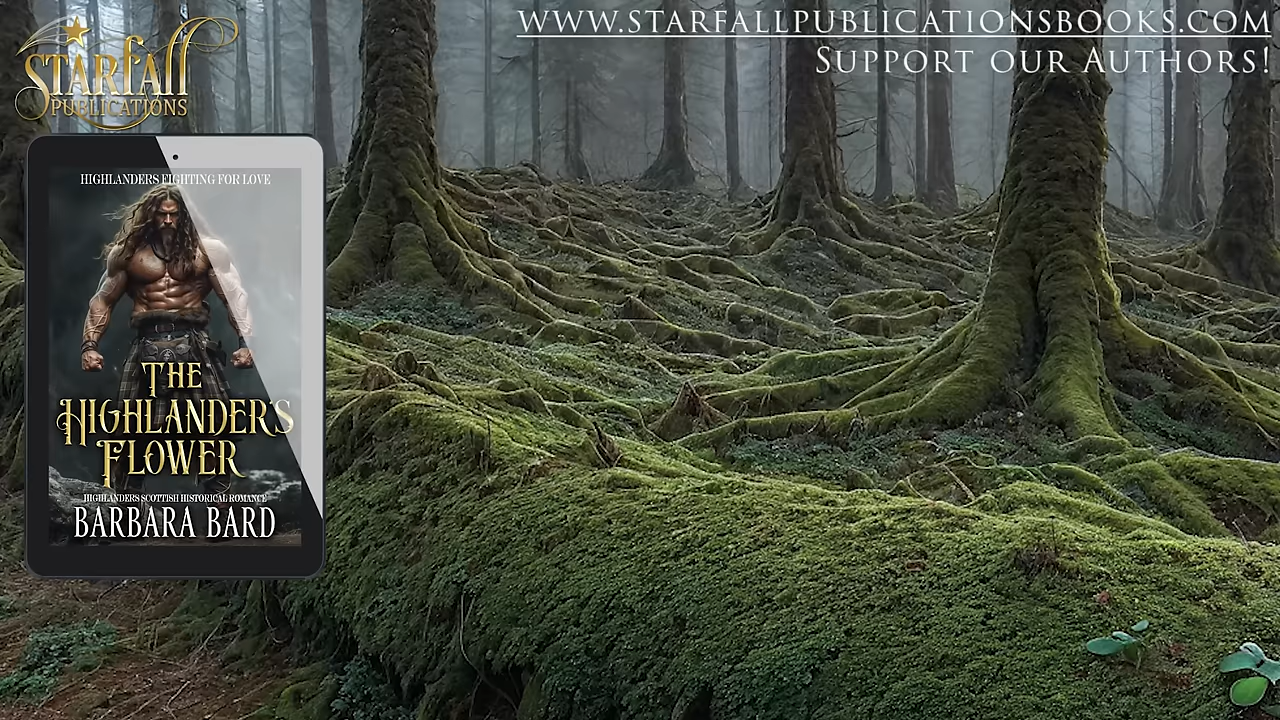 WWW.STARFALLPUBLICATIONSBOOKS.COM
SUPPORT OUR AUTHORS!
STARfall
PUBLICATIONS
HIGHLANDERS FIGHTING FOR LOVE
THE
HIGHLANDER'S
FLOWER
HIGHLANDERS SCOTTISH HISTORICAL ROMANCE
BARBARA BARD